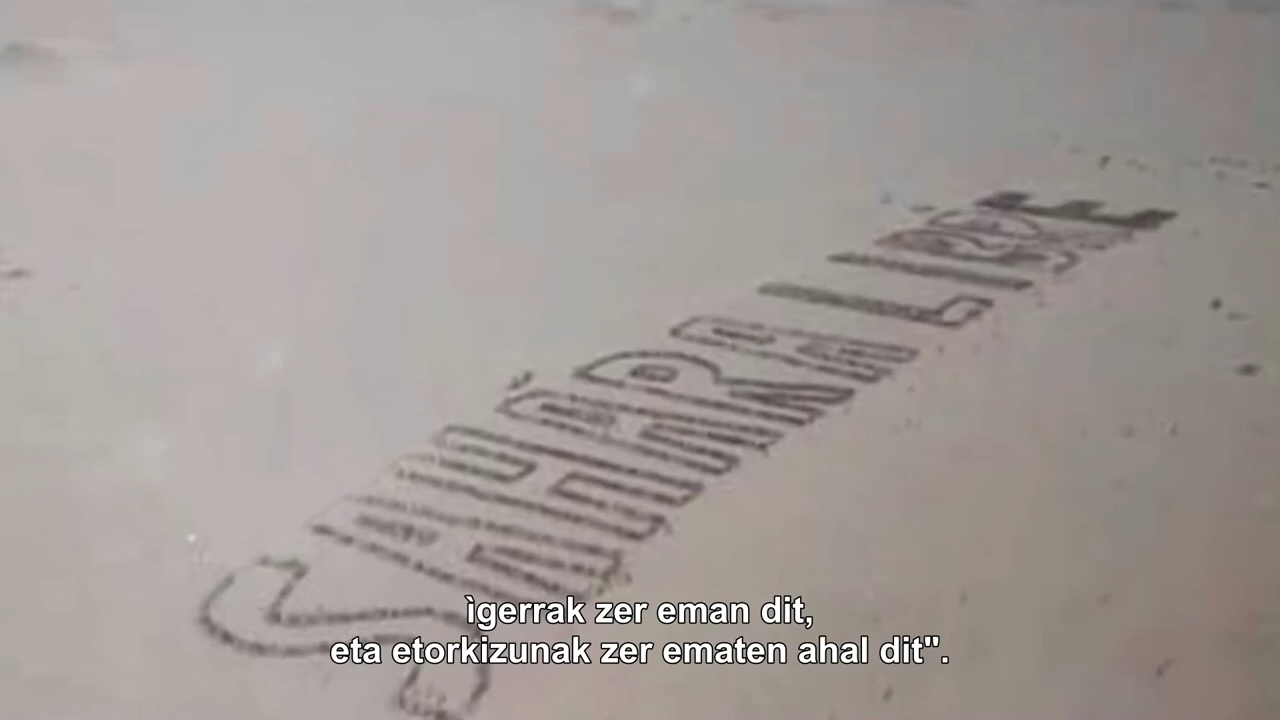 SAHARA LIBRE
ìgerrak zer eman dit,
eta etorkizunak zer ematen ahal dit".